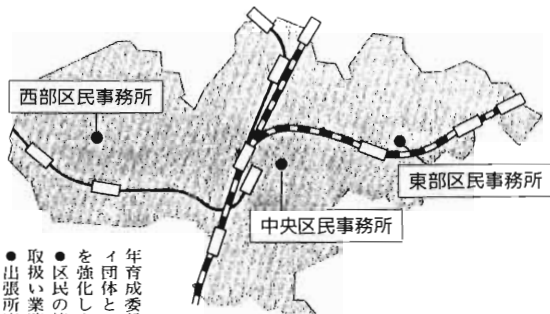 西部区民事務所
東部区民事務所
中央区民事務所
年育成委
ィ団体と
を強化し
●区民の
取扱い業
●出張所